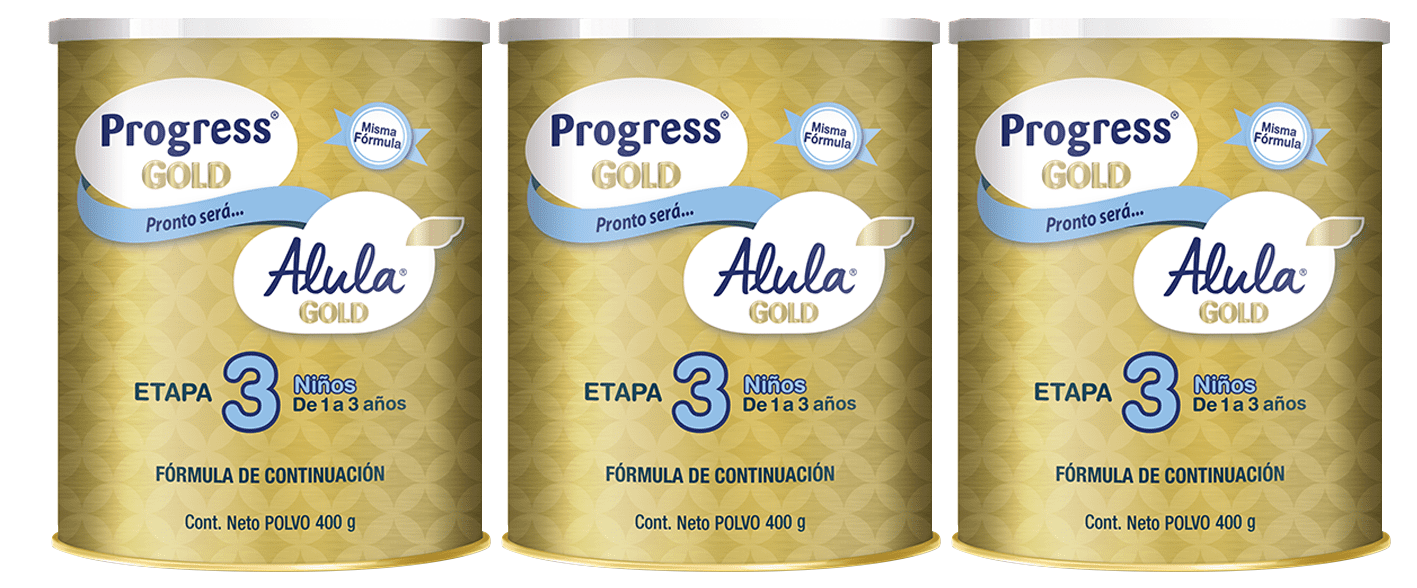 Progress®
GOLD
Misma
Fórmula
Pronto será...
Alula®
GOLD
ETAPA 3 Niños
De 1 a 3 años
FÓRMULA DE CONTINUACIÓN
Cont. Neto POLVO 400 g
Progress®
GOLD
Misma
Fórmula
Pronto será...
Alula®
GOLD
ETAPA 3 Niños
De 1 a 3 años
FÓRMULA DE CONTINUACIÓN
Cont. Neto POLVO 400 g
Progress®
GOLD
Misma
Fórmula
Pronto será...
Alula®
GOLD
ETAPA 3 Niños
De 1 a 3 años
FÓRMULA DE CONTINUACIÓN
Cont. Neto POLVO 400 g